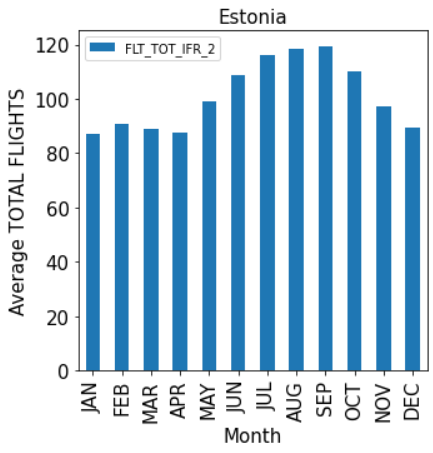 Estonia
FLT_TOT_IFR_2
Average TOTAL FLIGHTS
120
100
80
60
40
20
0
JAN FEB MAR APR MAY JUN JUL AUG SEP OCT NOV DEC
Month